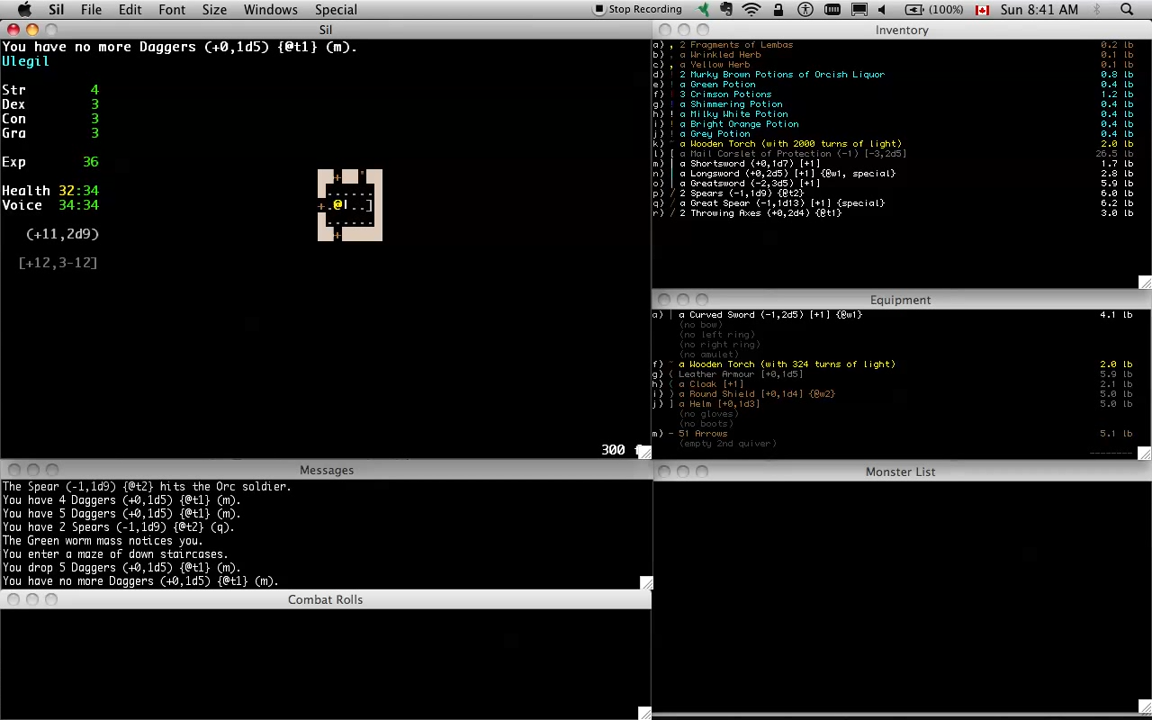 Sil File Edit Font Size Windows Special Stop Recording (100%) Sun 8:41 AM
Sil
You have no more Daggers (+0,1d5) {@t1} (m).
Ulegil
Str 4
Dex 3
Con 3
Gra 3
Exp 36
Health 32:34
Voice 34:34
(+11,2d9)
[+12,3-12]
300 f
Inventory
a) , 2 Fragments of Lembas 0.2 lb
b) , a Wrinkled Herb 0.1 lb
c) , a Yellow Herb 0.1 lb
d) ! 2 Murky Brown Potions of Orcish Liquor 0.8 lb
e) ! a Green Potion 0.4 lb
f) ! 3 Crimson Potions 1.2 lb
g) ! a Shimmering Potion 0.4 lb
h) ! a Milky White Potion 0.4 lb
i) ! a Bright Orange Potion 0.4 lb
j) ! a Grey Potion 0.4 lb
k) ~ a Wooden Torch (with 2000 turns of light) 2.0 lb
l) [ a Mail Corslet of Protection (-1) [-3,2d5] 26.5 lb
m) | a Shortsword (+0,1d7) [+1] 1.7 lb
n) | a Longsword (+0,2d5) [+1] {@w1, special} 2.8 lb
o) | a Greatsword (-2,3d5) [+1] 5.9 lb
p) / 2 Spears (-1,1d9) {@t2} 6.0 lb
q) / a Great Spear (-1,1d13) [+1] {special} 6.2 lb
r) / 2 Throwing Axes (+0,2d4) {@t1} 3.0 lb
Equipment
a) | a Curved Sword (-1,2d5) [+1] {@w1} 4.1 lb
(no bow)
(no left ring)
(no right ring)
(no amulet)
f) ~ a Wooden Torch (with 324 turns of light) 2.0 lb
g) ( Leather Armour [+0,1d5] 5.9 lb
h) ( a Cloak [+1] 2.1 lb
i) ) a Round Shield [+0,1d4] {@w2} 5.0 lb
j) ] a Helm [+0,1d3] 5.0 lb
(no gloves)
(no boots)
m) - 51 Arrows 5.1 lb
(empty 2nd quiver)
Messages
The Spear (-1,1d9) {@t2} hits the Orc soldier.
You have 4 Daggers (+0,1d5) {@t1} (m).
You have 5 Daggers (+0,1d5) {@t1} (m).
You have 2 Spears (-1,1d9) {@t2} (q).
The Green worm mass notices you.
You enter a maze of down staircases.
You drop 5 Daggers (+0,1d5) {@t1} (m).
You have no more Daggers (+0,1d5) {@t1} (m).
Monster List
Combat Rolls